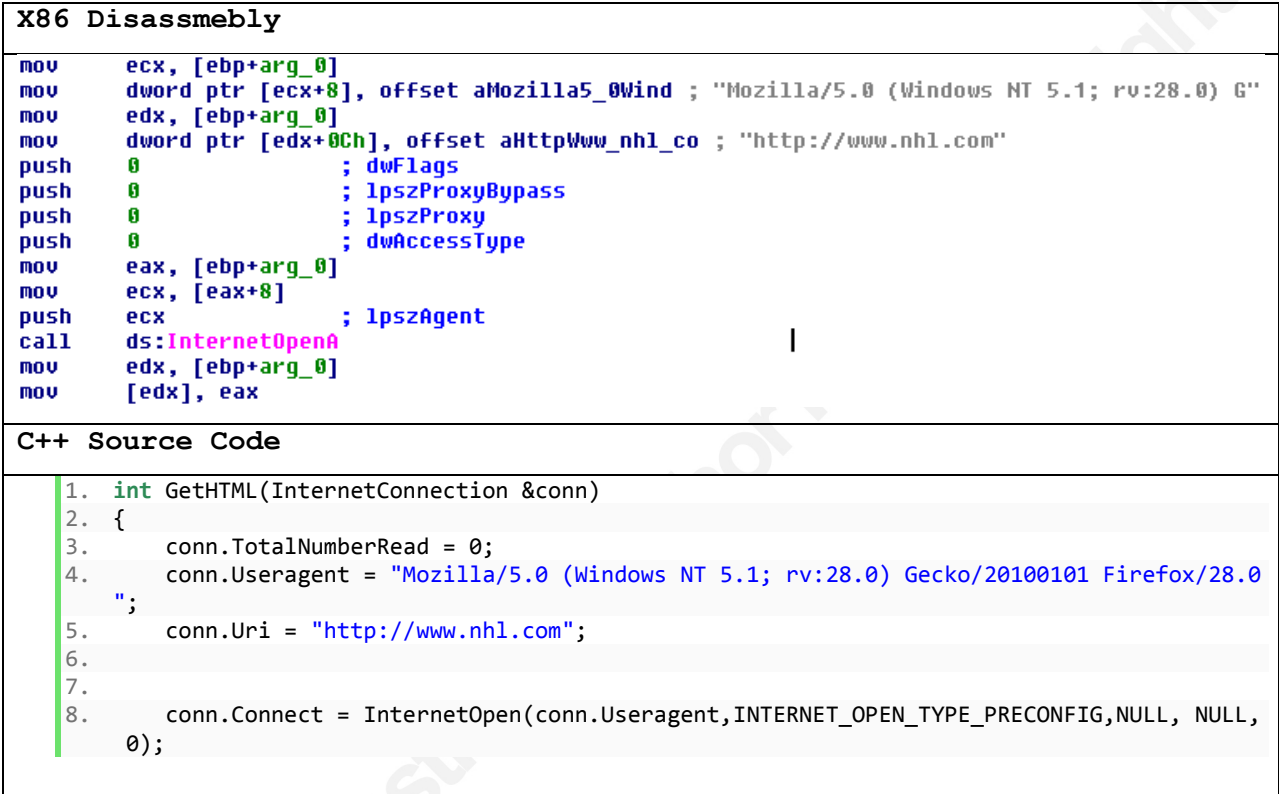 X86 Disassmebly
mov ecx, [ebp+arg_0]
mov dword ptr [ecx+8], offset aMozilla5_0Wind ; "Mozilla/5.0 (Windows NT 5.1; rv:28.0) G"
mov edx, [ebp+arg_0]
mov dword ptr [edx+0Ch], offset aHttpWww_nhl_co ; "http://www.nhl.com"
push 0 ; dwFlags
push 0 ; lpszProxyBypass
push 0 ; lpszProxy
push 0 ; dwAccessType
mov eax, [ebp+arg_0]
mov ecx, [eax+8]
push ecx ; lpszAgent
call ds:InternetOpenA
mov edx, [ebp+arg_0]
mov [edx], eax
C++ Source Code
1. int GetHTML(InternetConnection &conn)
2. {
3. conn.TotalNumberRead = 0;
4. conn.Useragent = "Mozilla/5.0 (Windows NT 5.1; rv:28.0) Gecko/20100101 Firefox/28.0
";
5. conn.Uri = "http://www.nhl.com";
6.
7.
8. conn.Connect = InternetOpen(conn.Useragent,INTERNET_OPEN_TYPE_PRECONFIG,NULL, NULL,
0);